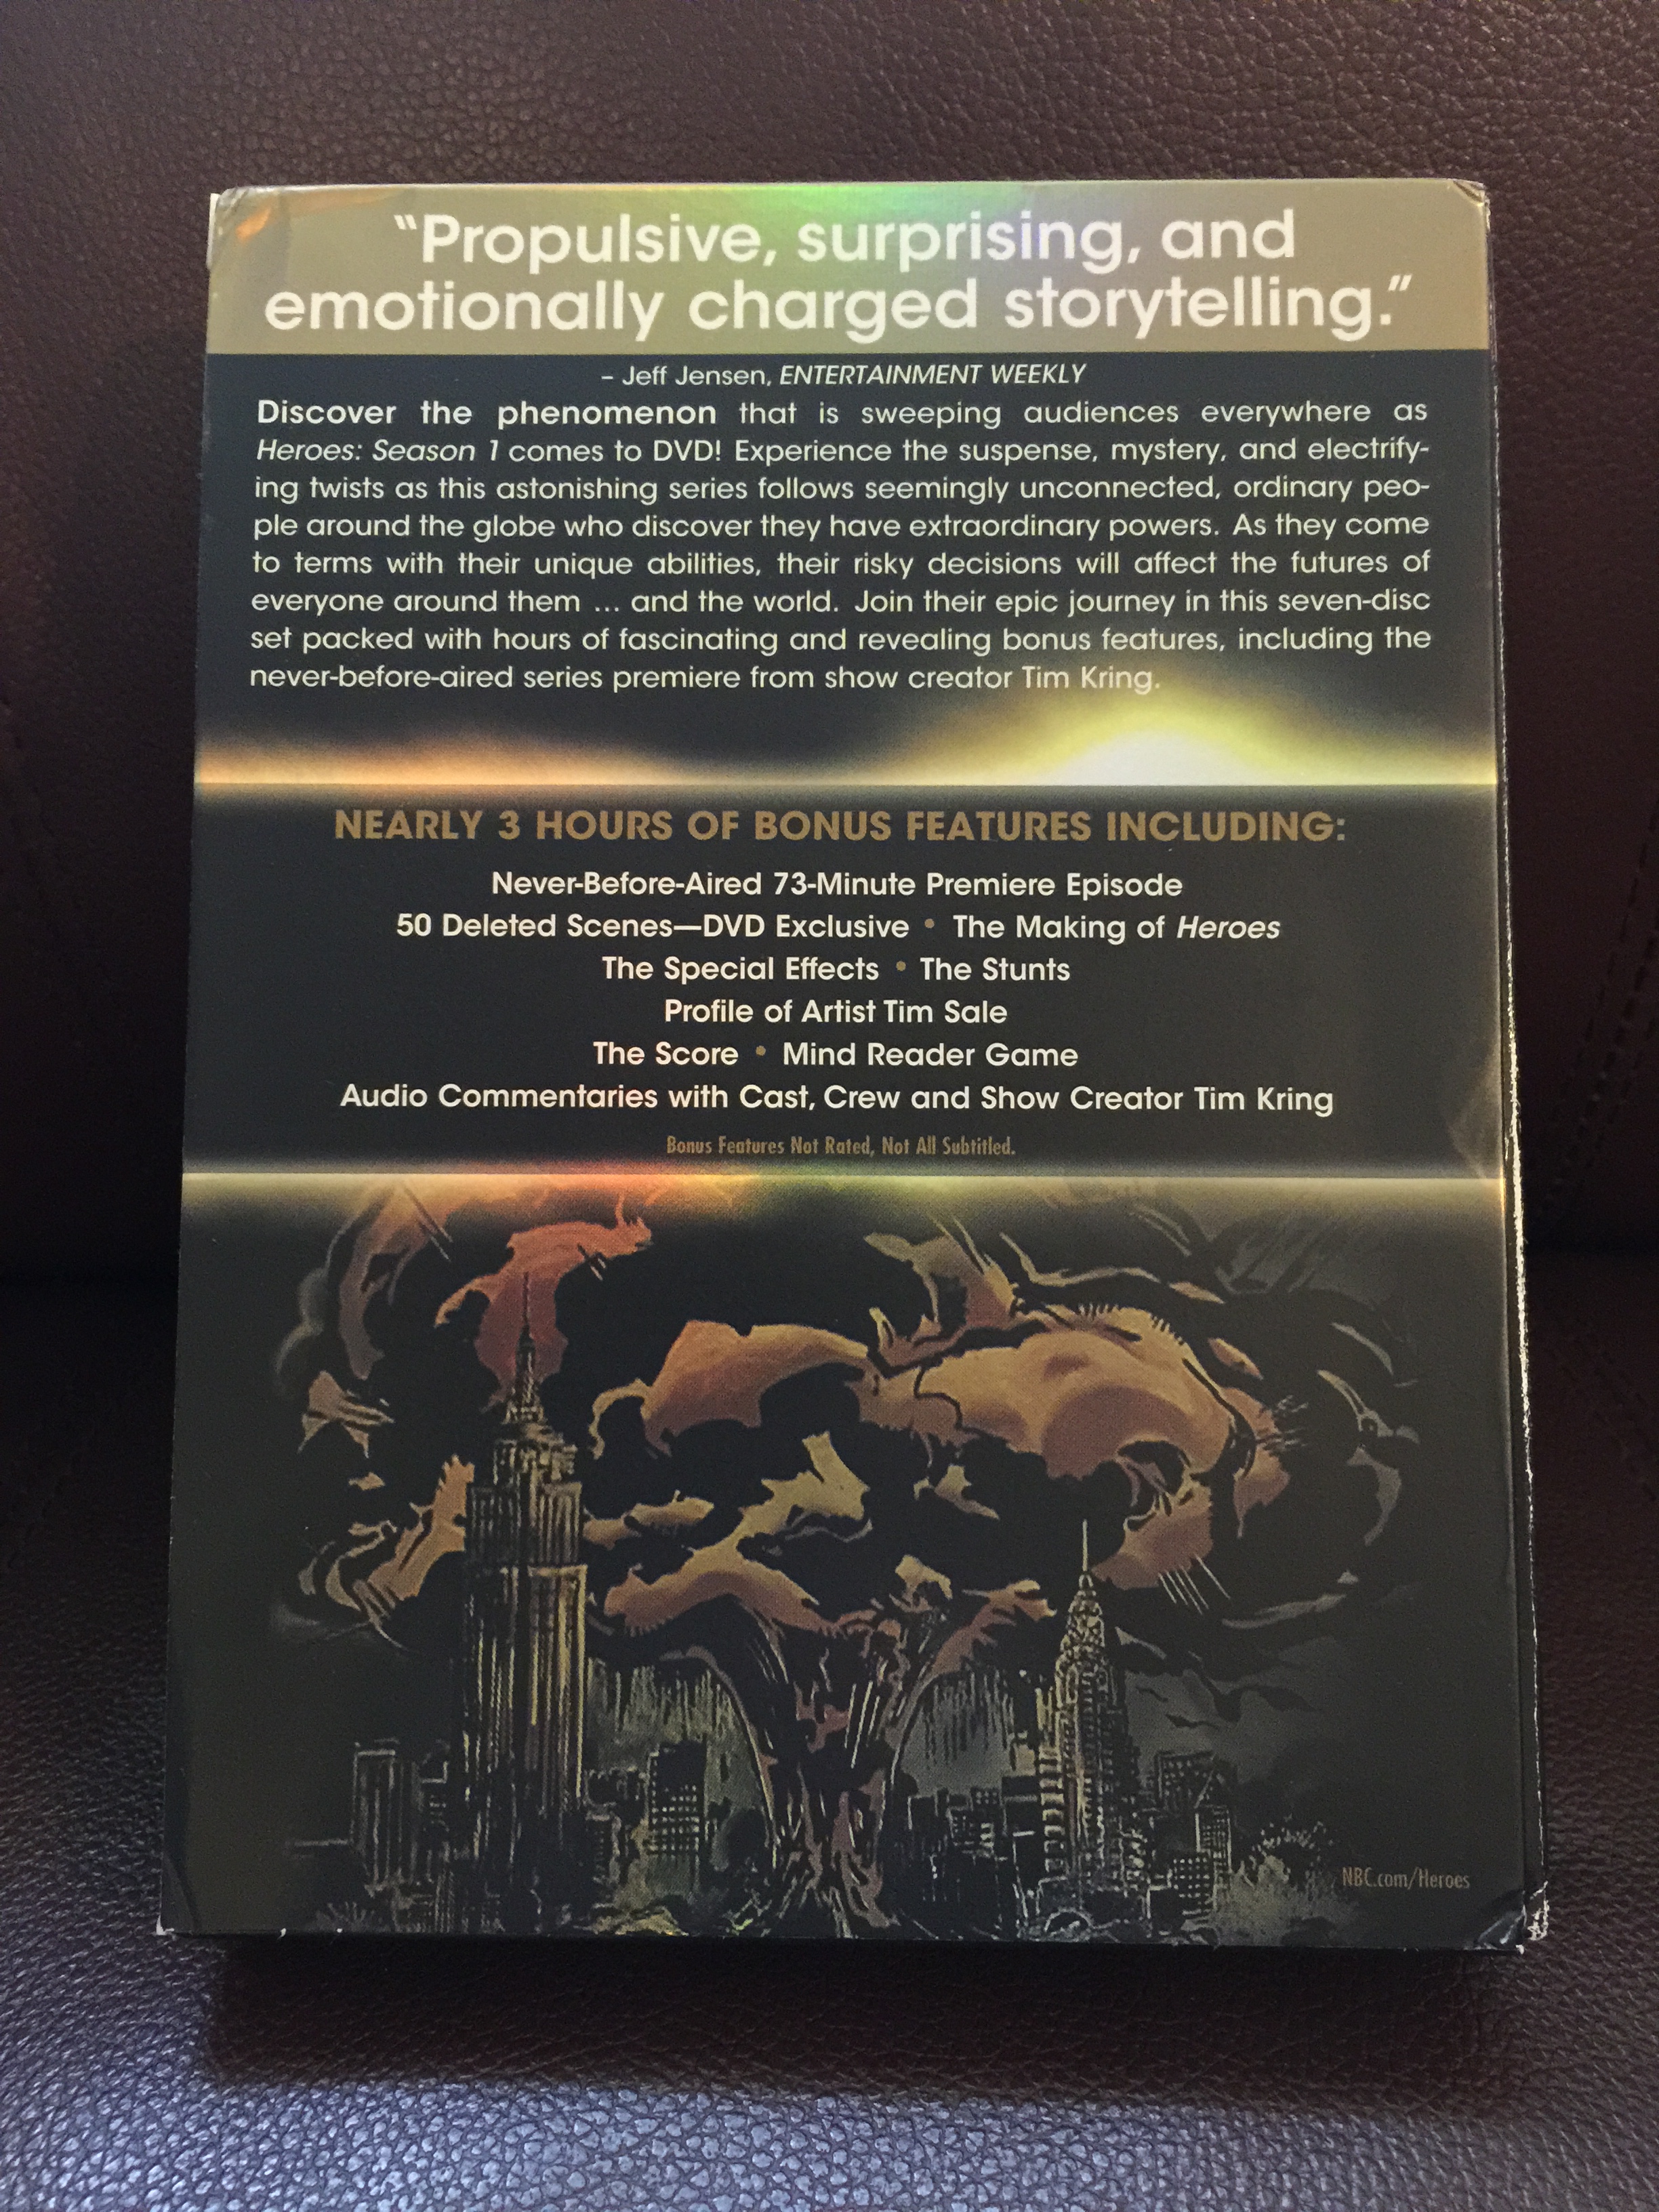 “Propulsive, surprising, and
emotionally charged storytelling.”
– Jeff Jensen, ENTERTAINMENT WEEKLY
Discover the phenomenon that is sweeping audiences everywhere as
Heroes: Season 1 comes to DVD! Experience the suspense, mystery, and electrify-
ing twists as this astonishing series follows seemingly unconnected, ordinary peo-
ple around the globe who discover they have extraordinary powers. As they come
to terms with their unique abilities, their risky decisions will affect the futures of
everyone around them ... and the world. Join their epic journey in this seven-disc
set packed with hours of fascinating and revealing bonus features, including the
never-before-aired series premiere from show creator Tim Kring.
NEARLY 3 HOURS OF BONUS FEATURES INCLUDING:
Never-Before-Aired 73-Minute Premiere Episode
50 Deleted Scenes—DVD Exclusive • The Making of Heroes
The Special Effects • The Stunts
Profile of Artist Tim Sale
The Score • Mind Reader Game
Audio Commentaries with Cast, Crew and Show Creator Tim Kring
Bonus Features Not Rated, Not All Subtitled.
NBC.com/Heroes